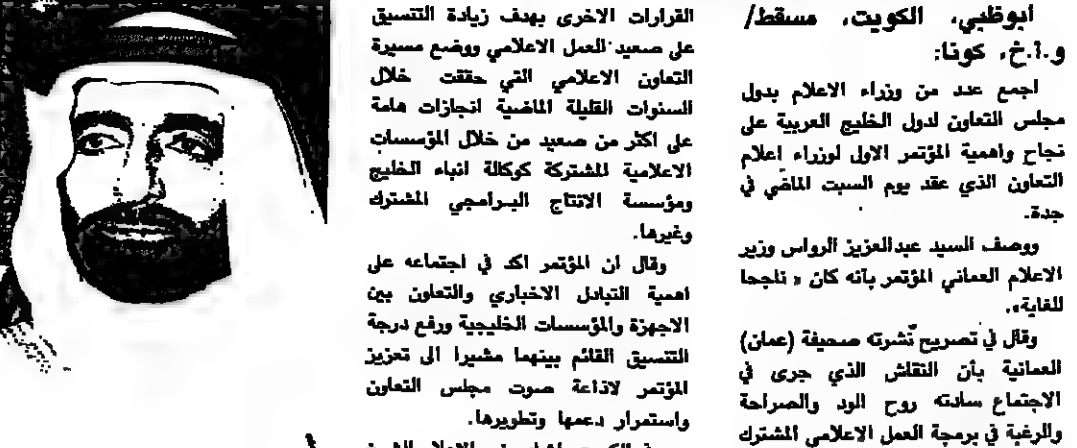 أبوظبي، الكويت، مسقط/
و.ا.خ، كونا:
اجمع عدد من وزراء الاعلام بدول
مجلس التعاون لدول الخليج العربية على
نجاح واهمية المؤتمر الاول لوزراء اعلام
التعاون الذي عقد يوم السبت الماضي في
جدة.
ووصف السيد عبدالعزيز الرواس وزير
الاعلام العماني المؤتمر بأنه كان «ناجحا
للغاية».
وقال في تصريح نشرته صحيفة (عمان)
العمانية بأن النقاش الذي جرى في
الاجتماع سادته روح الود والصراحة
والرغبة في برمجة العمل الاعلامي المشترك
القرارات الاخرى بهدف زيادة التنسيق
على صعيد العمل الاعلامي ووضع مسيرة
التعاون الاعلامي التي حققت خلال
السنوات القليلة الماضية انجازات هامة
على اكثر من صعيد من خلال المؤسسات
الاعلامية المشتركة كوكالة انباء الخليج
ومؤسسة الانتاج البرامجي المشترك
وغيرها.
وقال ان المؤتمر اكد في اجتماعه على
اهمية التبادل الاخباري والتعاون بين
الاجهزة والمؤسسات الخليجية ورفع درجة
التنسيق القائم بينهما مشيرا الى تعزيز
المؤتمر لاذاعة صوت مجلس التعاون
واستمرار دعمها وتطويرها.